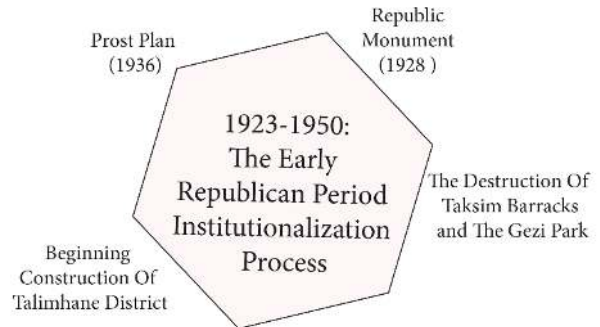 Prost Plan
(1936)
Republic
Monument
(1928 )
1923-1950:
The Early
Republican Period
Institutionalization
Process
The Destruction Of
Taksim Barracks
and The Gezi Park
Beginning
Construction Of
Talimhane District